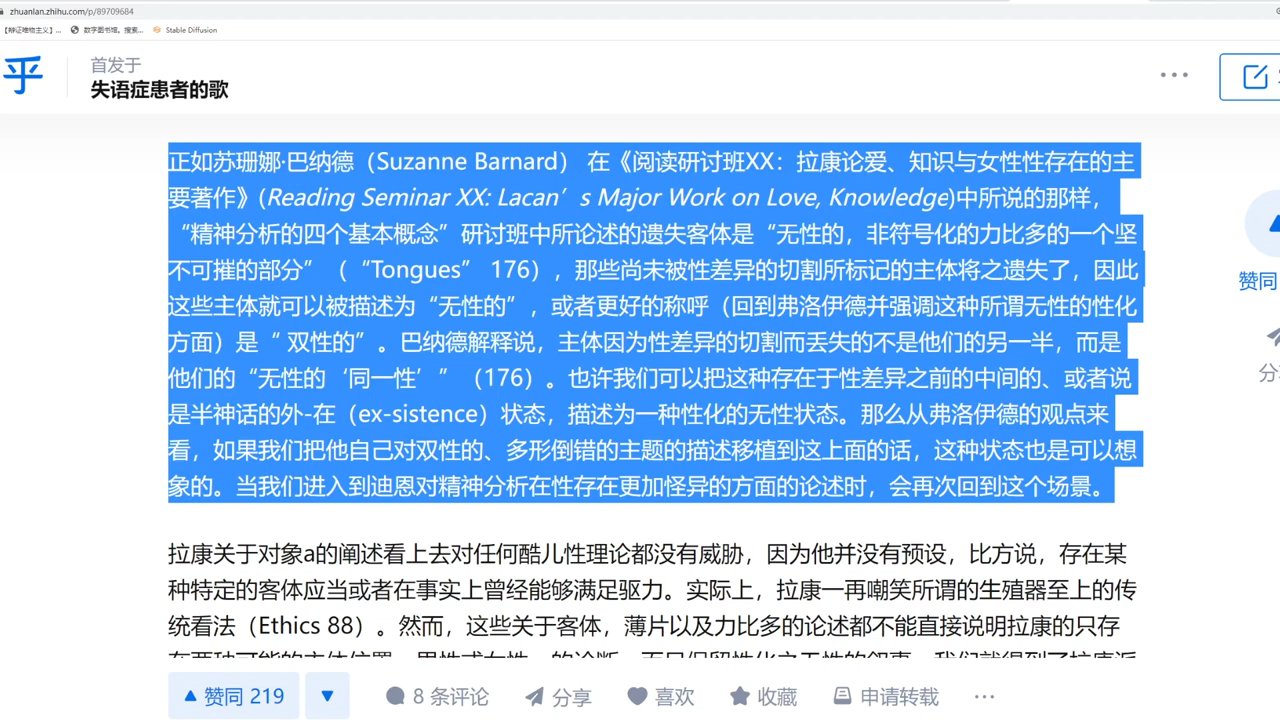 zhuanlan.zhihu.com/p/89709684
【辩证唯物主义】... 数字图书馆。搜索... Stable Diffusion
乎
首发于
失语症患者的歌
正如苏珊娜·巴纳德（Suzanne Barnard） 在《阅读研讨班XX：拉康论爱、知识与女性性存在的主
要著作》(Reading Seminar XX: Lacan’s Major Work on Love, Knowledge)中所说的那样，
“精神分析的四个基本概念”研讨班中所论述的遗失客体是“无性的，非符号化的力比多的一个坚
不可摧的部分”（“Tongues” 176），那些尚未被性差异的切割所标记的主体将之遗失了，因此
这些主体就可以被描述为“无性的”，或者更好的称呼（回到弗洛伊德并强调这种所谓无性的性化
方面）是“ 双性的”。巴纳德解释说，主体因为性差异的切割而丢失的不是他们的另一半，而是
他们的“无性的‘同一性’”（176）。也许我们可以把这种存在于性差异之前的中间的、或者说
是半神话的外-在（ex-sistence）状态，描述为一种性化的无性状态。那么从弗洛伊德的观点来
看，如果我们把他自己对双性的、多形倒错的主题的描述移植到这上面的话，这种状态也是可以想
象的。当我们进入到迪恩对精神分析在性存在更加怪异的方面的论述时，会再次回到这个场景。
赞同
拉康关于对象a的阐述看上去对任何酷儿性理论都没有威胁，因为他并没有预设，比方说，存在某
种特定的客体应当或者在事实上曾经能够满足驱力。实际上，拉康一再嘲笑所谓的生殖器至上的传
统看法（Ethics 88）。然而，这些关于客体，薄片以及力比多的论述都不能直接说明拉康的只存
赞同 219 8 条评论 分享 喜欢 收藏 申请转载